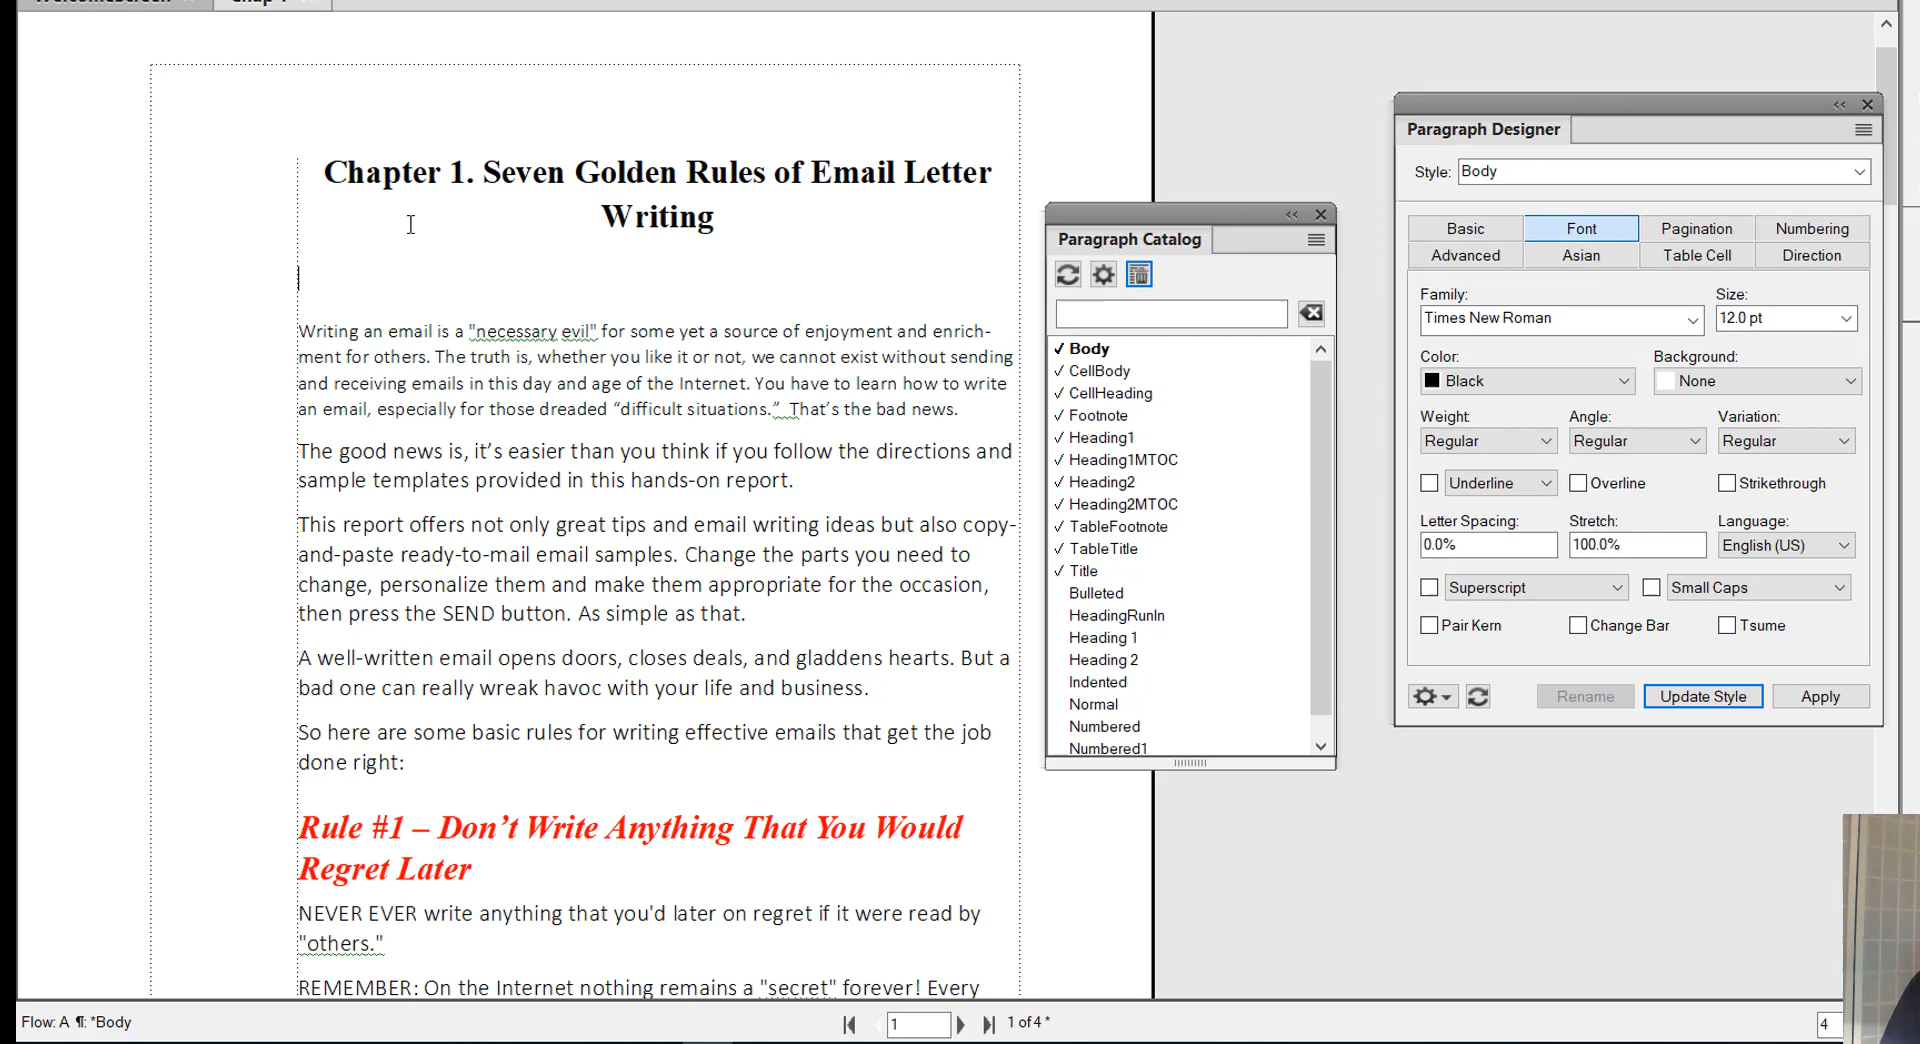 Chapter 1. Seven Golden Rules of Email Letter
Writing
Writing an email is a "necessary evil" for some yet a source of enjoyment and enrich-
ment for others. The truth is, whether you like it or not, we cannot exist without sending
and receiving emails in this day and age of the Internet. You have to learn how to write
an email, especially for those dreaded “difficult situations.”  That’s the bad news.
The good news is, it’s easier than you think if you follow the directions and
sample templates provided in this hands-on report.
This report offers not only great tips and email writing ideas but also copy-
and-paste ready-to-mail email samples. Change the parts you need to
change, personalize them and make them appropriate for the occasion,
then press the SEND button. As simple as that.
A well-written email opens doors, closes deals, and gladdens hearts. But a
bad one can really wreak havoc with your life and business.
So here are some basic rules for writing effective emails that get the job
done right:
Rule #1 – Don’t Write Anything That You Would
Regret Later
NEVER EVER write anything that you'd later on regret if it were read by
"others."
REMEMBER: On the Internet nothing remains a "secret" forever! Every
Paragraph Catalog
Body
CellBody
CellHeading
Footnote
Heading1
Heading1MTOC
Heading2
Heading2MTOC
TableFootnote
TableTitle
Title
Bulleted
HeadingRunIn
Heading 1
Heading 2
Indented
Normal
Numbered
Numbered1
Paragraph Designer
Style: Body
Basic Font Pagination Numbering
Advanced Asian Table Cell Direction
Family: Size:
Times New Roman 12.0 pt
Color: Background:
Black None
Weight: Angle: Variation:
Regular Regular Regular
Underline Overline Strikethrough
Letter Spacing: Stretch: Language:
0.0% 100.0% English (US)
Superscript Small Caps
Pair Kern Change Bar Tsume
Rename Update Style Apply
Flow: A ¶: *Body 1 1 of 4 * 4